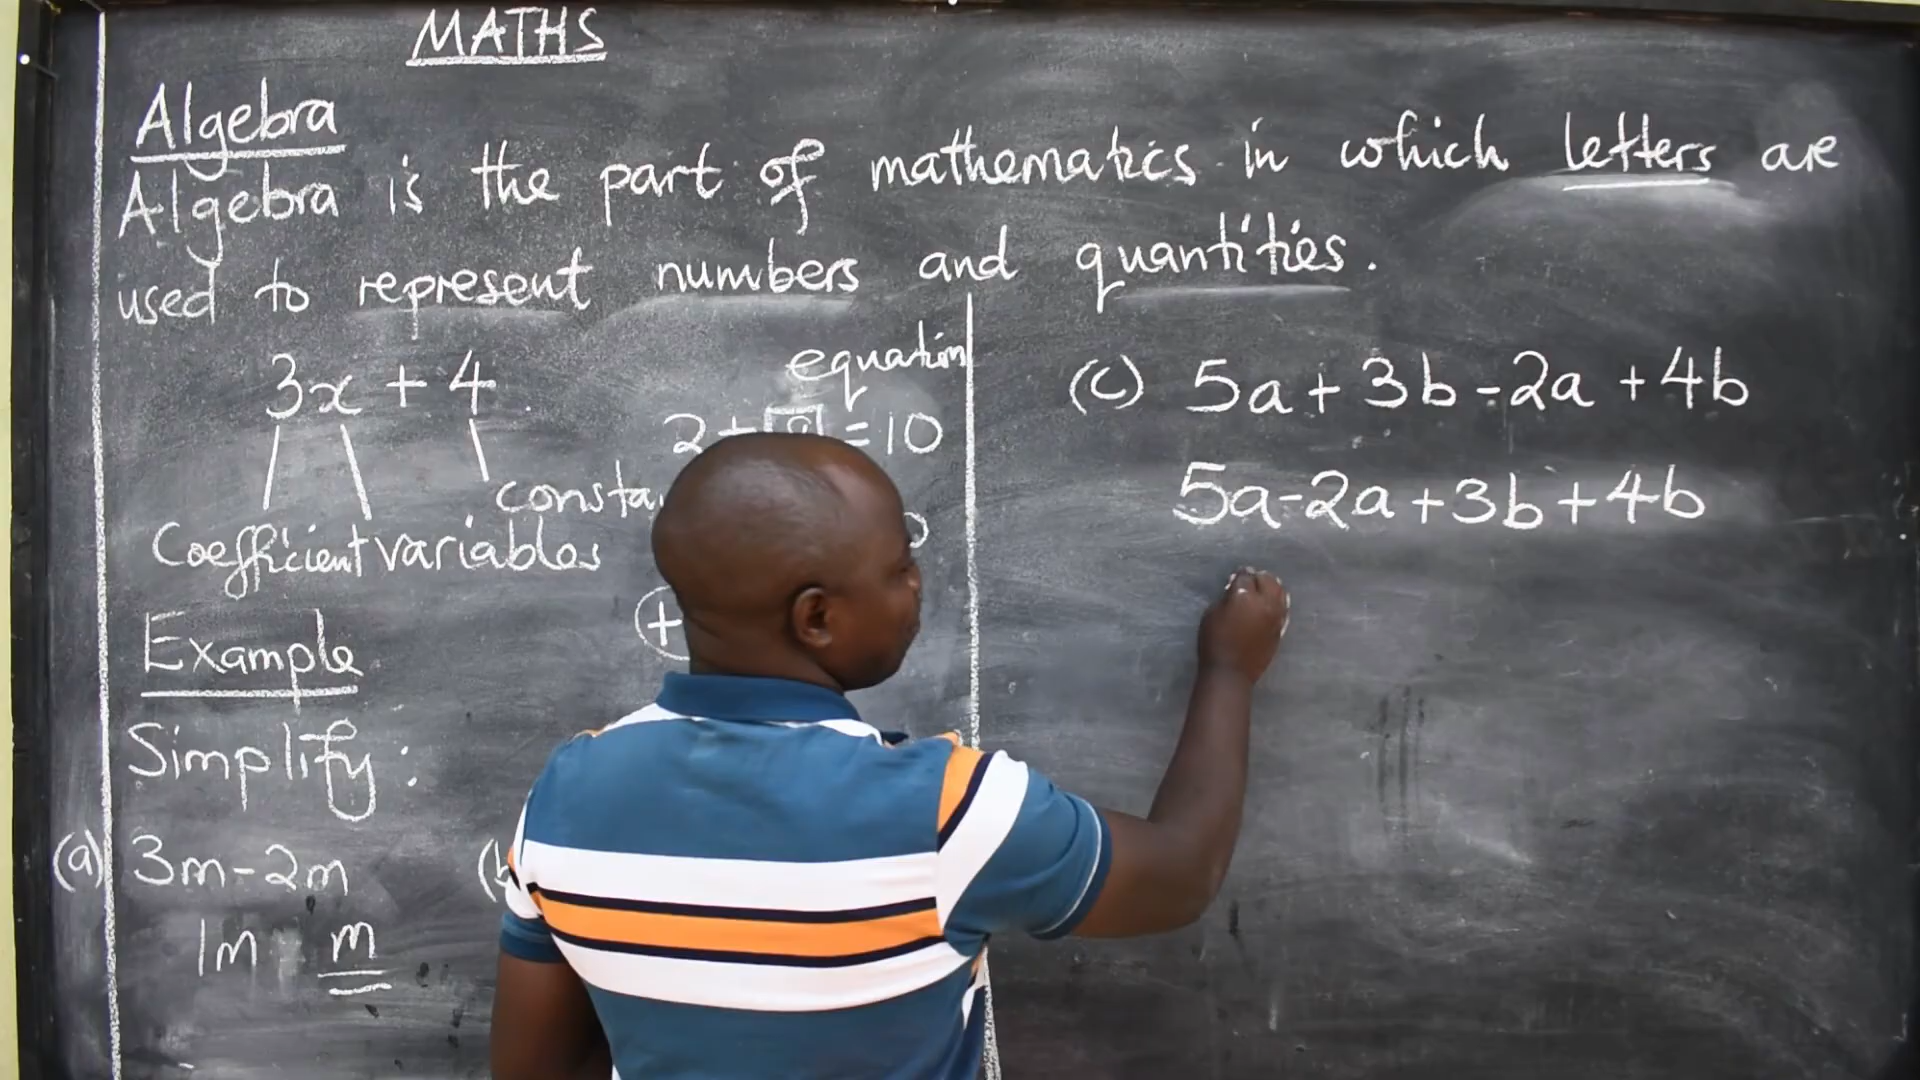 MATHS
Algebra
Algebra is the part of mathematics in which letters are
used to represent numbers and quantities.
3x + 4
Coefficient variables
equation
= 10
Example
Simplify:
(a) 3m-2m
1m m
(c) 5a + 3b - 2a + 4b
5a-2a+3b+4b